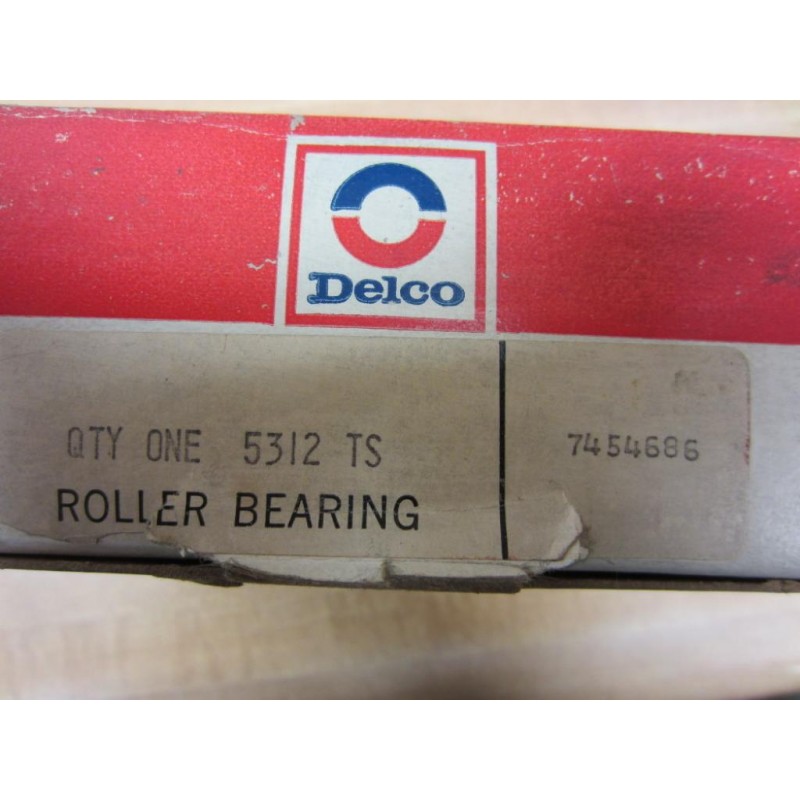 Delco
QTY ONE 5312 TS
7454686
ROLLER BEARING